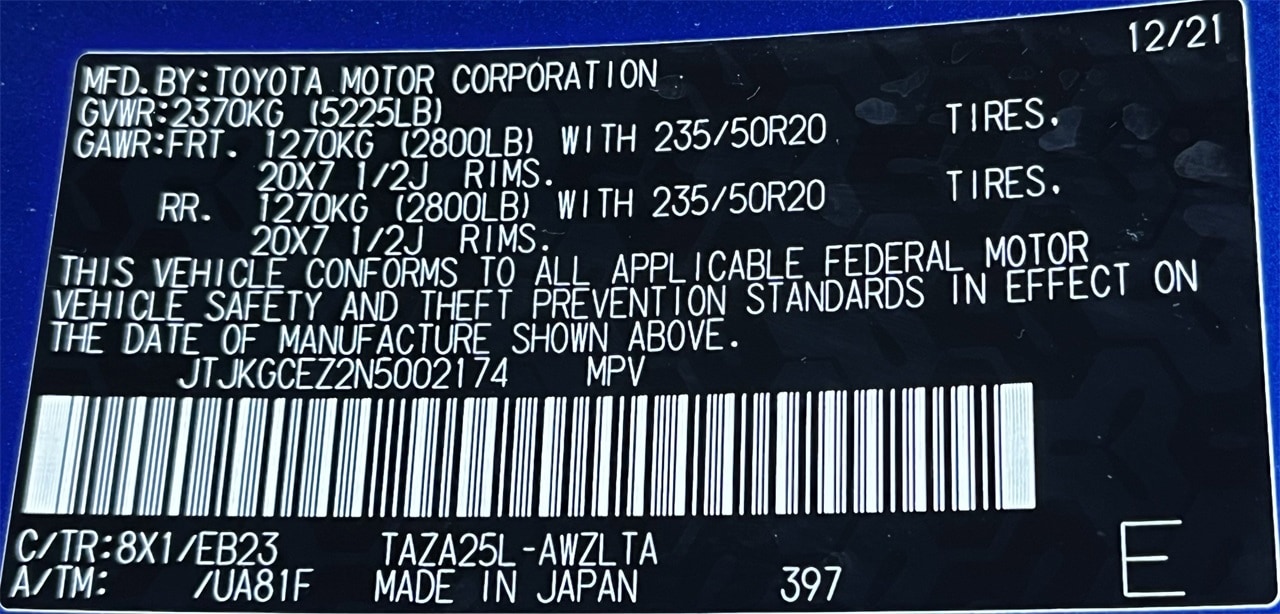 12/21
MFD. BY:TOYOTA MOTOR CORPORATION
GVWR:2370KG (5225LB)
GAWR:FRT. 1270KG (2800LB) WITH 235/50R20 TIRES.
20X7 1/2J RIMS.
RR. 1270KG (2800LB) WITH 235/50R20 TIRES.
20X7 1/2J RIMS.
THIS VEHICLE CONFORMS TO ALL APPLICABLE FEDERAL MOTOR
VEHICLE SAFETY AND THEFT PREVENTION STANDARDS IN EFFECT ON
THE DATE OF MANUFACTURE SHOWN ABOVE.
JTJKGCEZ2N5002174 MPV
C/TR:8X1/EB23 TAZA25L-AWZLTA
A/TM: /UA81F MADE IN JAPAN 397 E